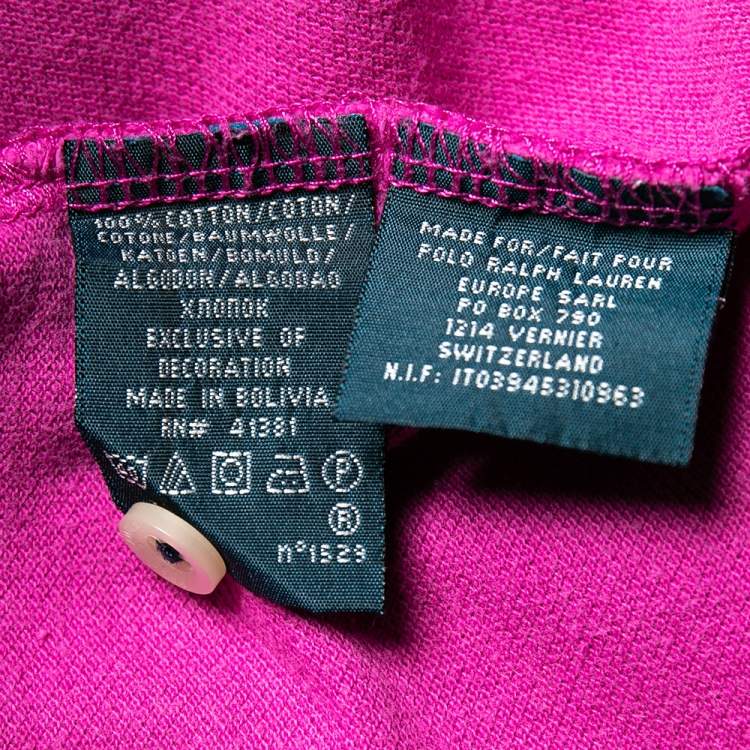 100% COTTON/COTON/
COTONE/BAUMWOLLE/
KATOEN/BOMULD/
ALGODON/ALGODAO
ХЛОПОК
EXCLUSIVE OF
DECORATION
MADE IN BOLIVIA
RN# 41381
P
R
n°1529
MADE FOR/FAIT POUR
POLO RALPH LAUREN
EUROPE SARL
PO BOX 790
1214 VERNIER
SWITZERLAND
N.I.F: IT03945310963